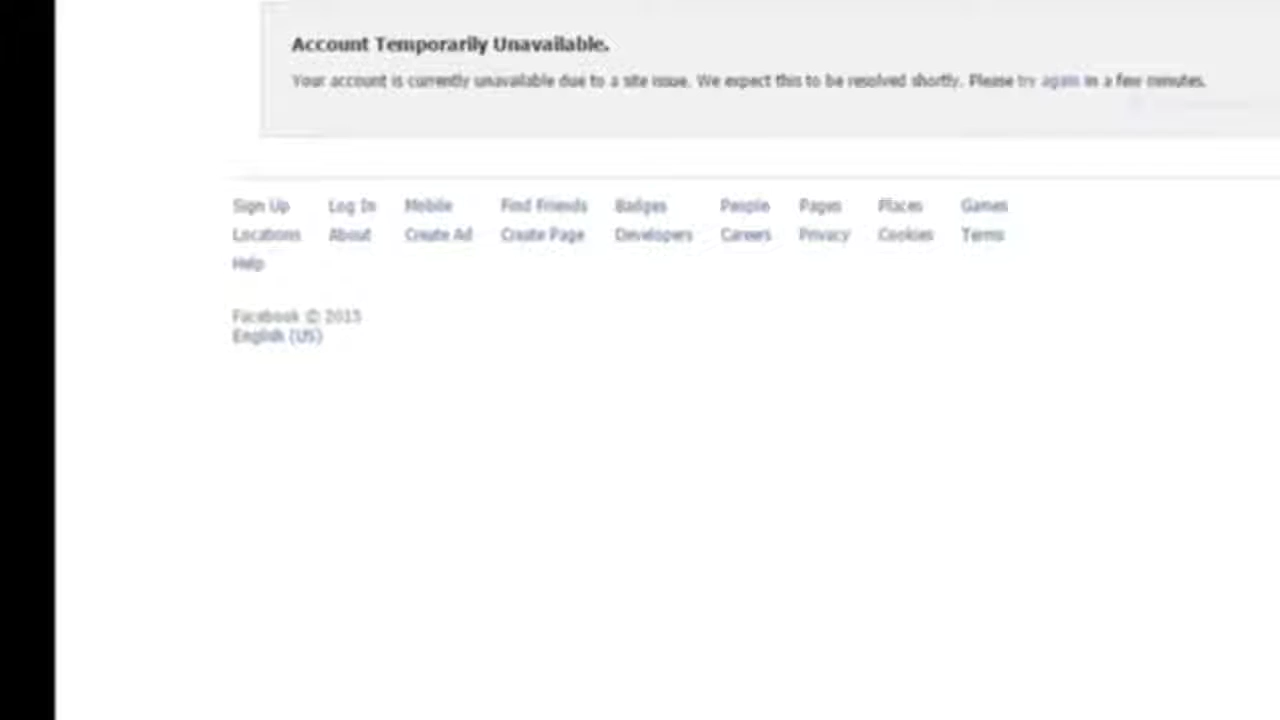 Account Temporarily Unavailable.
Your account is currently unavailable due to a site issue. We expect this to be resolved shortly. Please try again in a few minutes.
Sign Up Log In Mobile Find Friends Badges People Pages Places Games
Locations About Create Ad Create Page Developers Careers Privacy Cookies Terms
Help
Facebook © 2013
English (US)